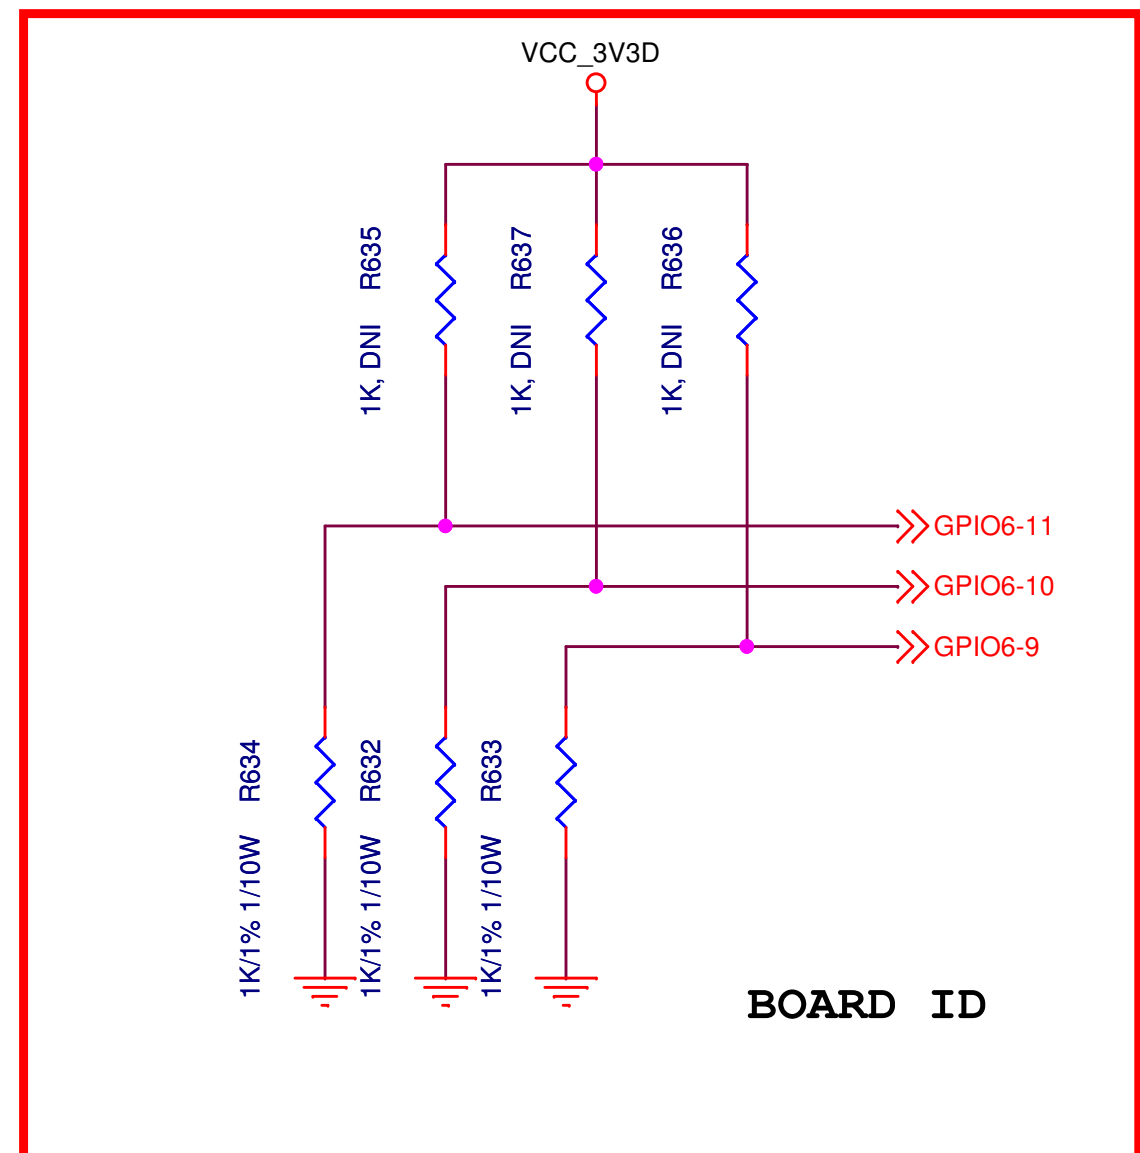 VCC_3V3D
R635
1K, DNI
R637
1K, DNI
R636
1K, DNI
GPIO6-11
GPIO6-10
GPIO6-9
R634
1K/1% 1/10W
R632
1K/1% 1/10W
R633
1K/1% 1/10W
BOARD ID